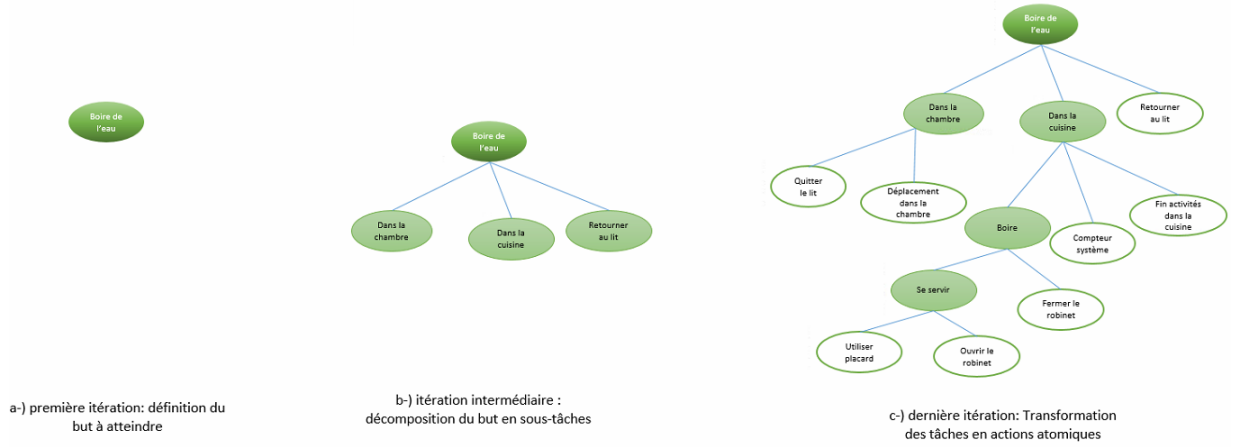 Boire de
l'eau
a-) première itération: définition du
but à atteindre
Boire de
l'eau
Dans la
chambre
Dans la
cuisine
Retourner
au lit
b-) itération intermédiaire :
décomposition du but en sous-tâches
Boire de
l'eau
Dans la
chambre
Dans la
cuisine
Retourner
au lit
Quitter
le lit
Déplacement
dans la
chambre
Boire
Compteur
système
Fin activités
dans la
cuisine
Se servir
Fermer le
robinet
Utiliser
placard
Ouvrir le
robinet
c-) dernière itération: Transformation
des tâches en actions atomiques